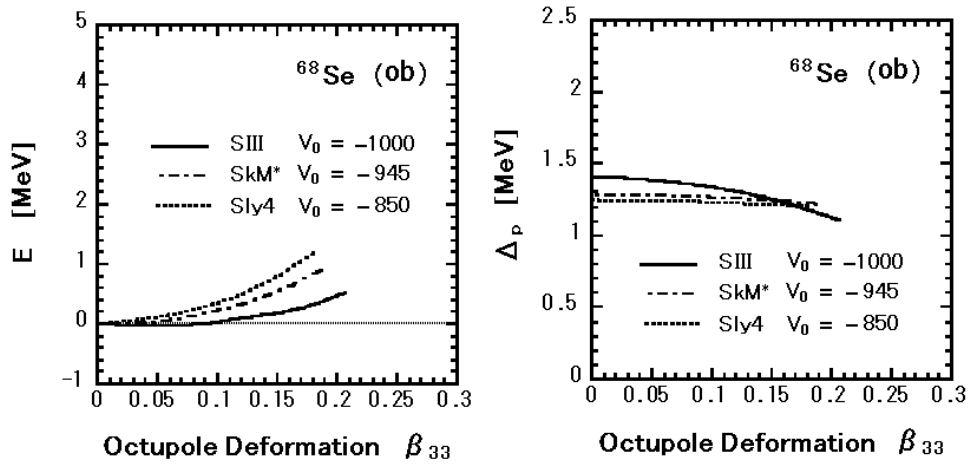 5
4
3
2
1
0
-1
E [MeV]
⁶⁸Se (ob)
SIII V₀ = -1000
SkM* V₀ = -945
Sly4 V₀ = -850
0 0.05 0.1 0.15 0.2 0.25 0.3
Octupole Deformation β₃₃
2.5
2
1.5
1
0.5
0
Δₚ [MeV]
⁶⁸Se (ob)
SIII V₀ = -1000
SkM* V₀ = -945
Sly4 V₀ = -850
0 0.05 0.1 0.15 0.2 0.25 0.3
Octupole Deformation β₃₃